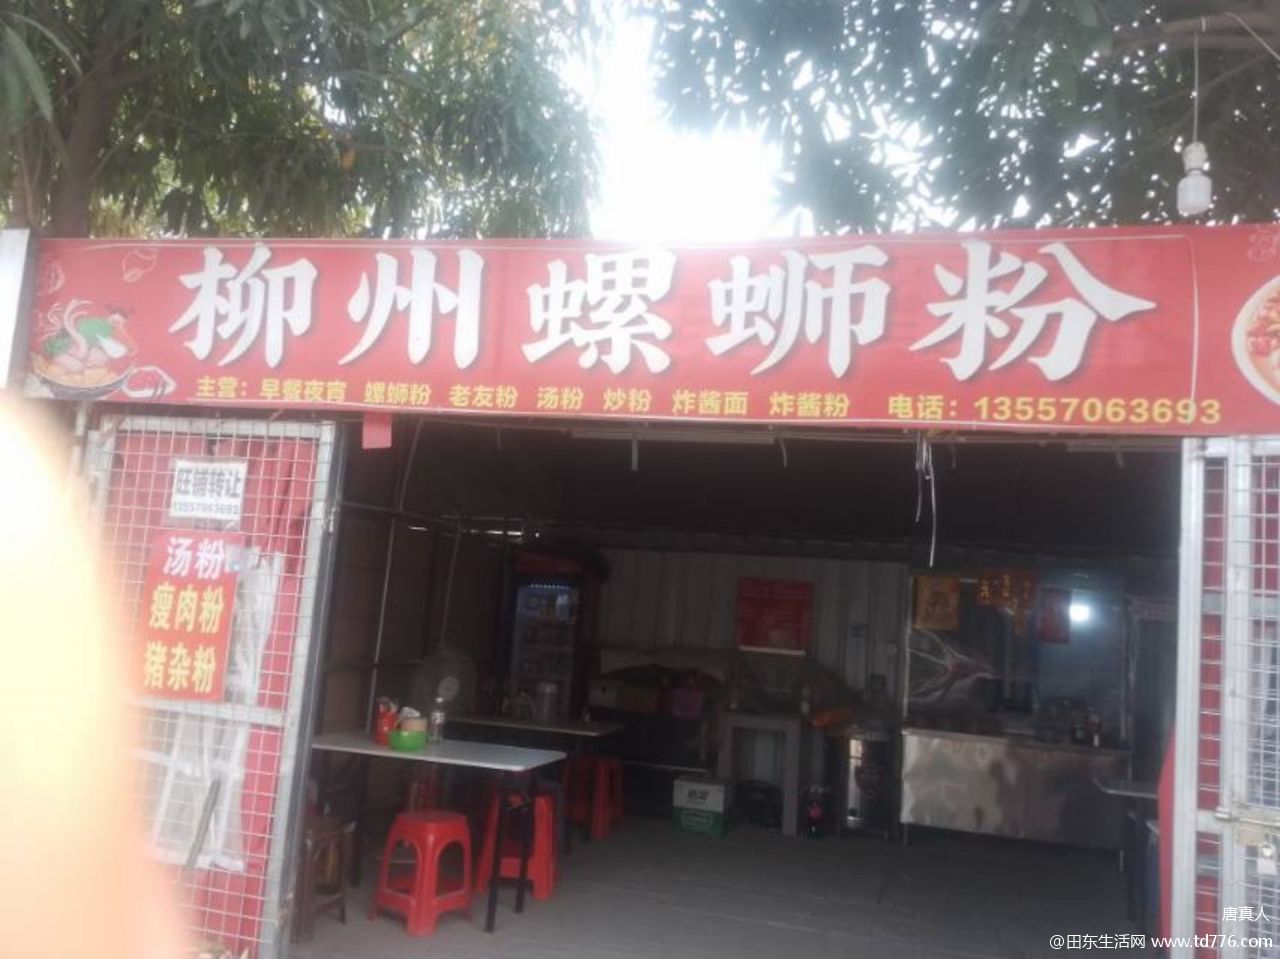 柳州螺蛳粉
主营：早餐夜宵 螺蛳粉 老友粉 汤粉 炒粉 炸酱面 炸酱粉 电话：13557063693
旺铺转让
13557063693
汤粉
瘦肉粉
猪杂粉
唐真人
@田东生活网 www.td776.com